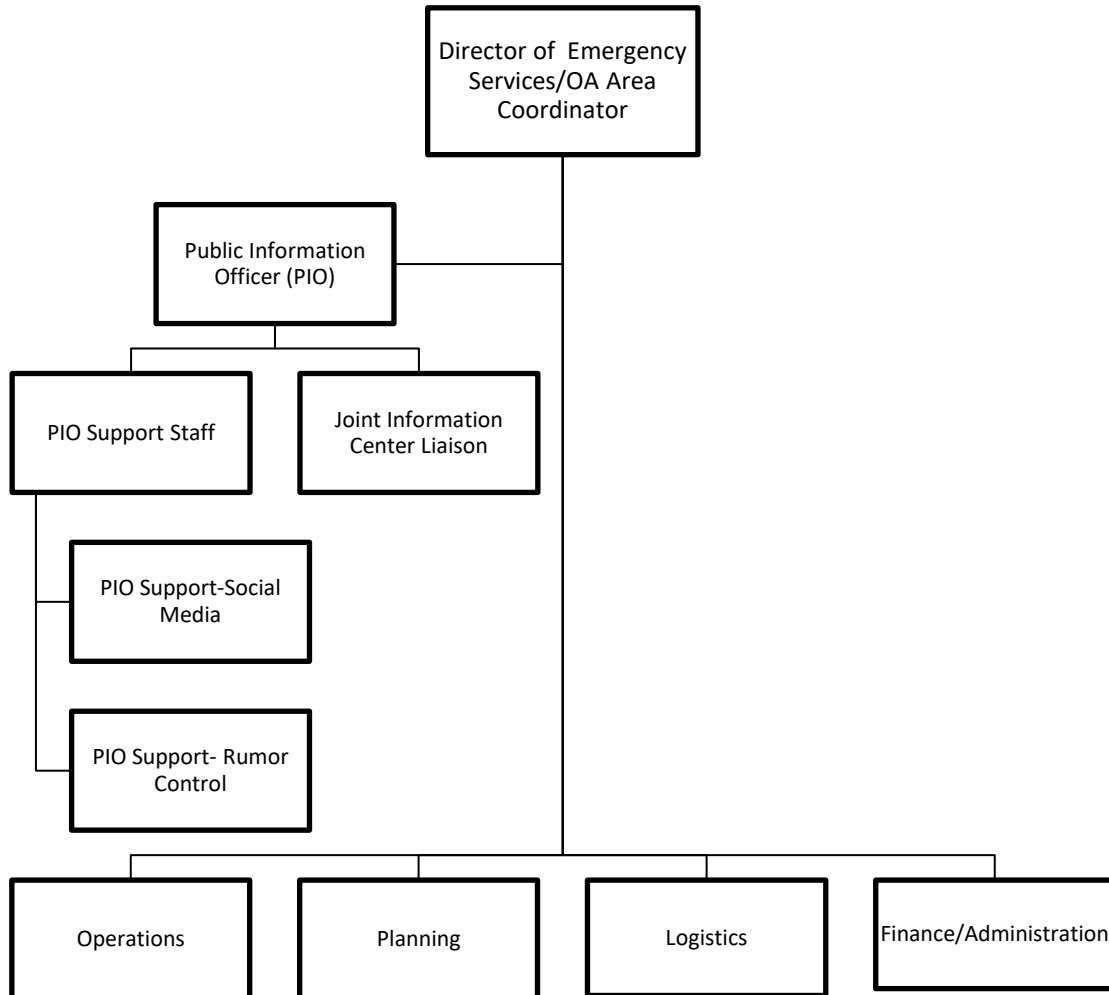 Director of  Emergency
Services/OA Area
Coordinator
Public Information
Officer (PIO)
PIO Support Staff
Joint Information
Center Liaison
PIO Support-Social
Media
PIO Support- Rumor
Control
Operations
Planning
Logistics
Finance/Administration